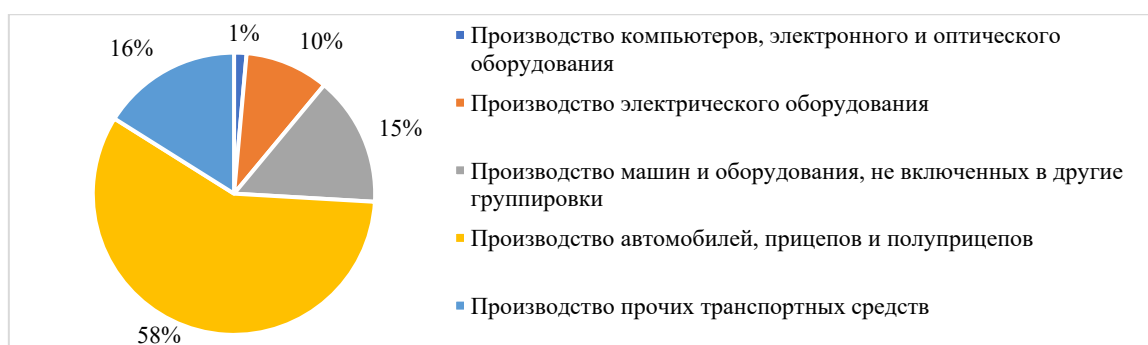 16%
1%
10%
15%
58%
Производство компьютеров, электронного и оптического
оборудования
Производство электрического оборудования
Производство машин и оборудования, не включенных в другие
группировки
Производство автомобилей, прицепов и полуприцепов
Производство прочих транспортных средств